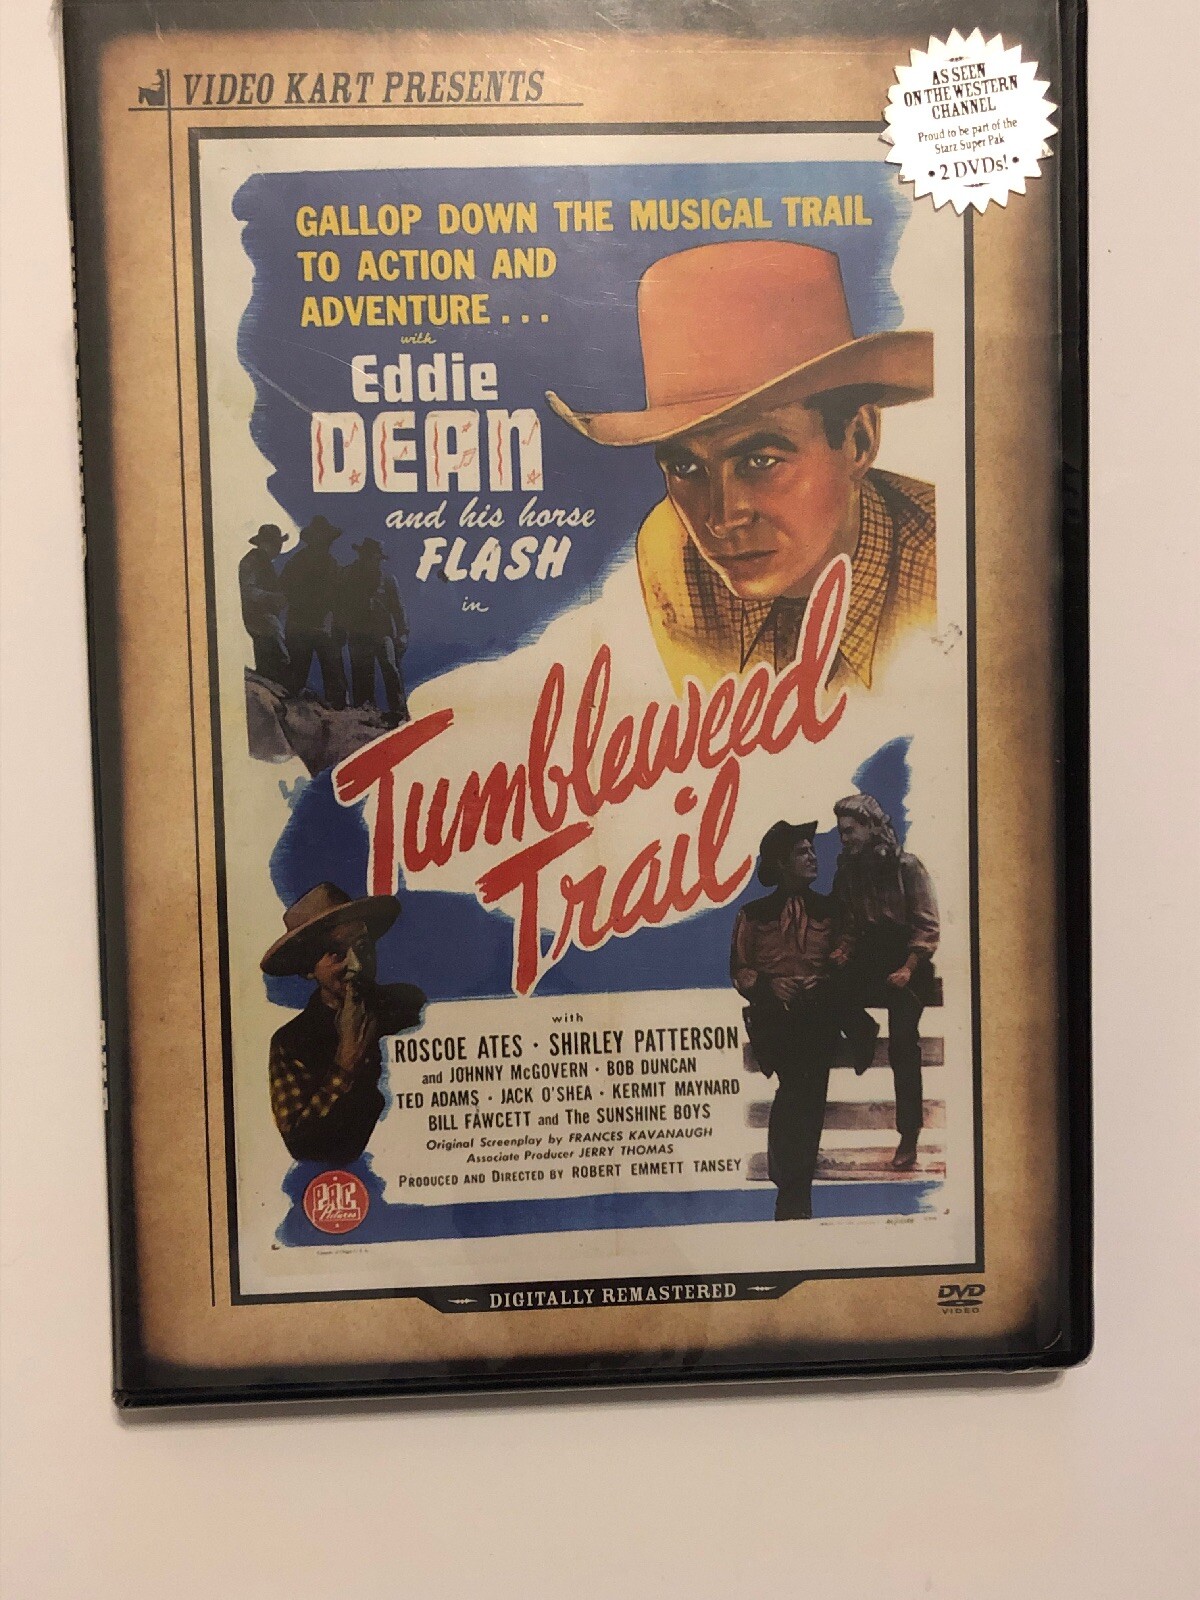 VIDEO KART PRESENTS
AS SEEN
ON THE WESTERN
CHANNEL
Proud to be part of the
Starz Super Pak
• 2 DVDs! •
GALLOP DOWN THE MUSICAL TRAIL
TO ACTION AND
ADVENTURE...
with
Eddie
DEAN
and his horse
FLASH
in
Tumbleweed
Trail
with
ROSCOE ATES • SHIRLEY PATTERSON
and JOHNNY McGOVERN • BOB DUNCAN
TED ADAMS • JACK O'SHEA • KERMIT MAYNARD
BILL FAWCETT and The SUNSHINE BOYS
Original Screenplay by FRANCES KAVANAUGH
Associate Producer JERRY THOMAS
PRODUCED AND DIRECTED BY ROBERT EMMETT TANSEY
PRC
Pictures
DIGITALLY REMASTERED
DVD
VIDEO